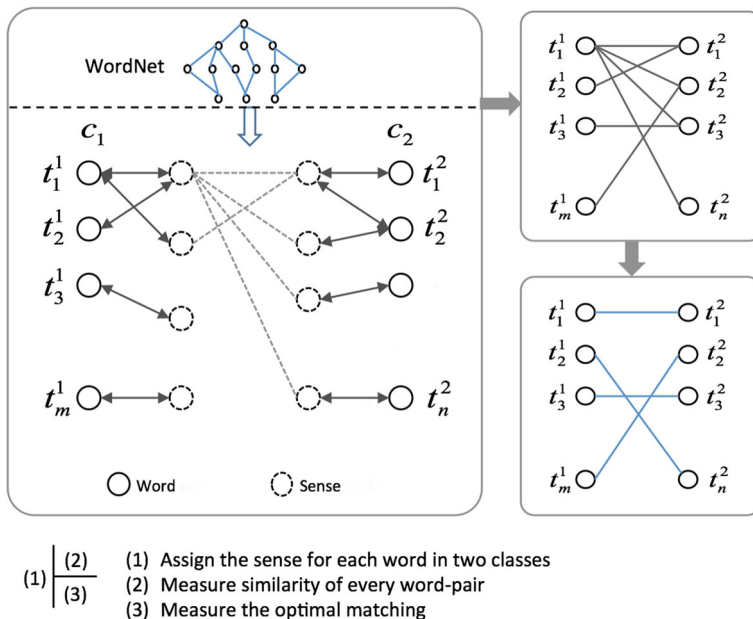 WordNet
c₁ c₂
t₁¹ t₁²
t₂¹ t₂²
t₃¹
tₘ¹ tₙ²
Word Sense
t₁¹ t₁²
t₂¹ t₂²
t₃¹ t₃²
tₘ¹ tₙ²
t₁¹ t₁²
t₂¹ t₂²
t₃¹ t₃²
tₘ¹ tₙ²
(1) (2) (3)
(1) Assign the sense for each word in two classes
(2) Measure similarity of every word-pair
(3) Measure the optimal matching